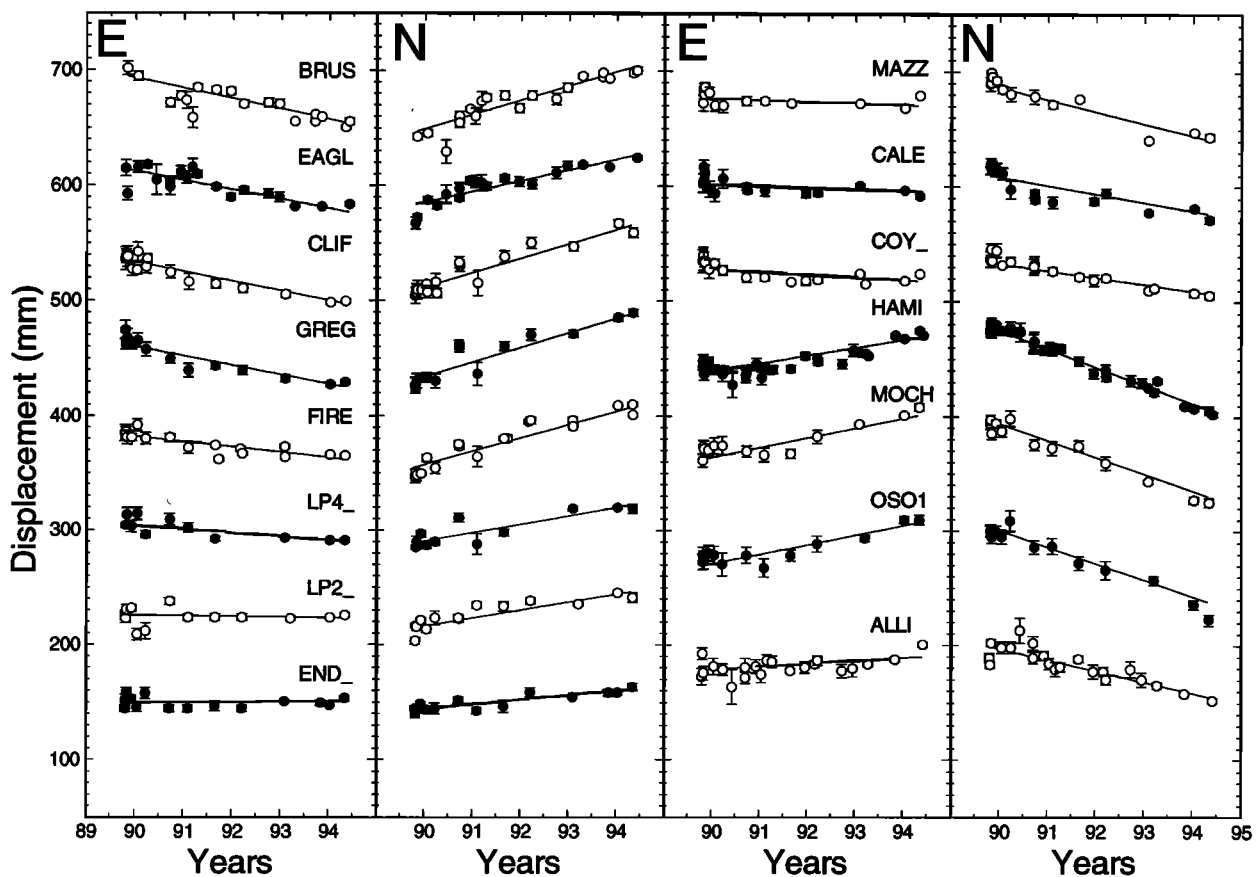 E
N
E
N
BRUS
EAGL
CLIF
GREG
FIRE
LP4_
LP2_
END_
MAZZ
CALE
COY_
HAMI
MOCH
OSO1
ALLI
Displacement (mm)
700
600
500
400
300
200
100
89 90 91 92 93 94
90 91 92 93 94
90 91 92 93 94
90 91 92 93 94 95
Years
Years
Years
Years